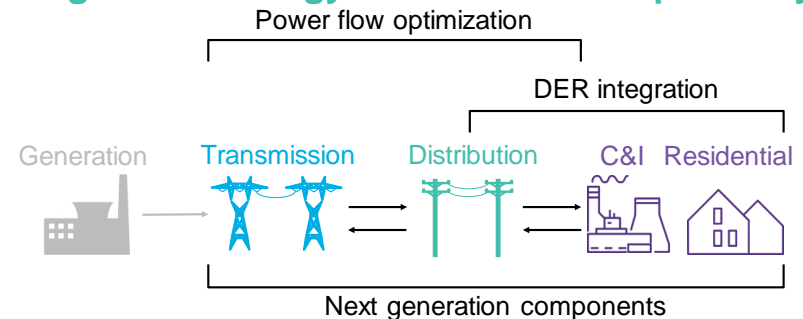 Power flow optimization
DER integration
Generation Transmission Distribution C&I Residential
Next generation components